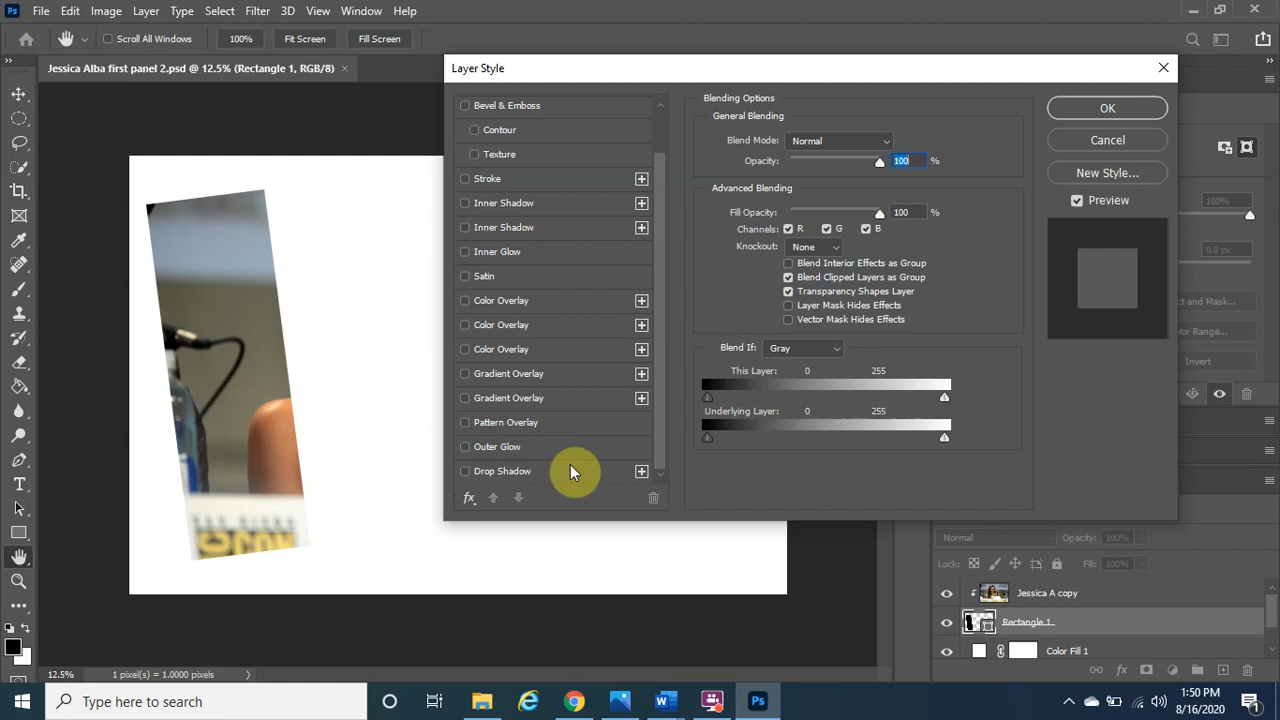 Ps File Edit Image Layer Type Select Filter 3D View Window Help
Scroll All Windows 100% Fit Screen Fill Screen
Jessica Alba first panel 2.psd @ 12.5% (Rectangle 1, RGB/8) ×
Layer Style
Bevel & Emboss
Contour
Texture
Stroke
Inner Shadow
Inner Shadow
Inner Glow
Satin
Color Overlay
Color Overlay
Color Overlay
Gradient Overlay
Gradient Overlay
Pattern Overlay
Outer Glow
Drop Shadow
fx
Blending Options
General Blending
Blend Mode: Normal
Opacity: 100 %
Advanced Blending
Fill Opacity: 100 %
Channels: R G B
Knockout: None
Blend Interior Effects as Group
Blend Clipped Layers as Group
Transparency Shapes Layer
Layer Mask Hides Effects
Vector Mask Hides Effects
Blend If: Gray
This Layer: 0 255
Underlying Layer: 0 255
OK
Cancel
New Style...
Preview
100%
0.0 px
ct and Mask...
lor Range...
Invert
Normal Opacity: 100%
Lock: Fill: 100%
Jessica A copy
Rectangle 1
Color Fill 1
fx
CON
12.5% 1 pixel(s) = 1.0000 pixels
Type here to search
Ps
1:50 PM
8/16/2020
1